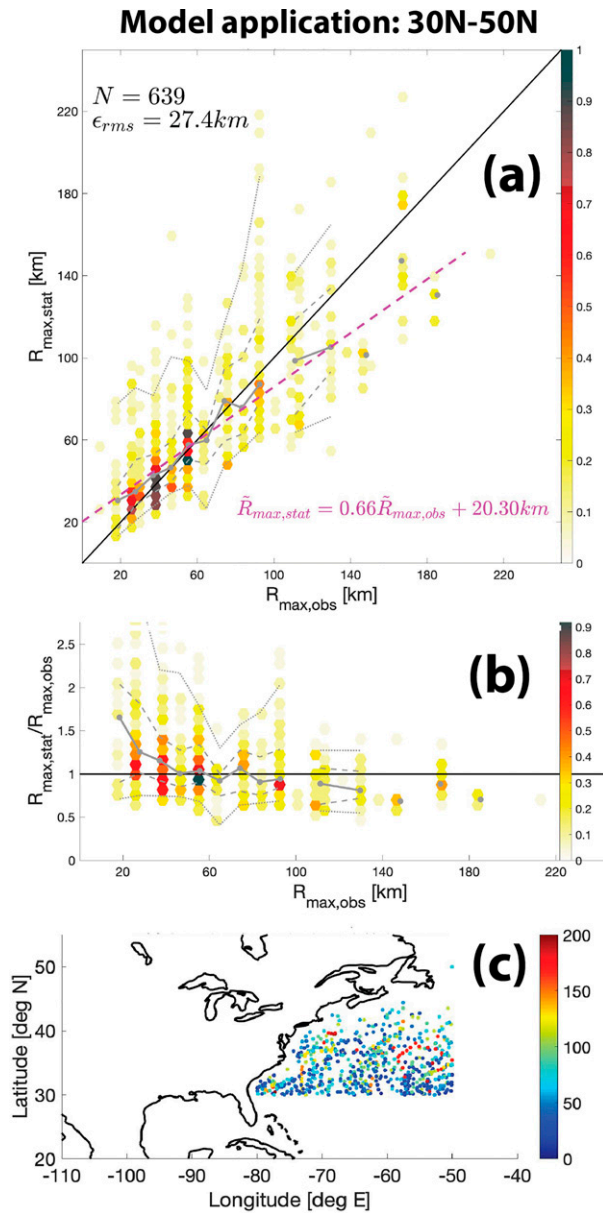 Model application: 30N-50N
N = 639
ϵ_rms = 27.4km
(a)
R_max,stat [km]
220
180
140
100
60
20
20 60 100 140 180 220
R_max,obs [km]
R̃_max,stat = 0.66R̃_max,obs + 20.30km
1
0.9
0.8
0.7
0.6
0.5
0.4
0.3
0.2
0.1
0
(b)
R_max,stat/R_max,obs
2.5
2
1.5
1
0.5
0
20 60 100 140 180 220
R_max,obs [km]
0.9
0.8
0.7
0.6
0.5
0.4
0.3
0.2
0.1
0
(c)
Latitude [deg N]
50
40
30
20
-110 -100 -90 -80 -70 -60 -50 -40
Longitude [deg E]
200
150
100
50
0